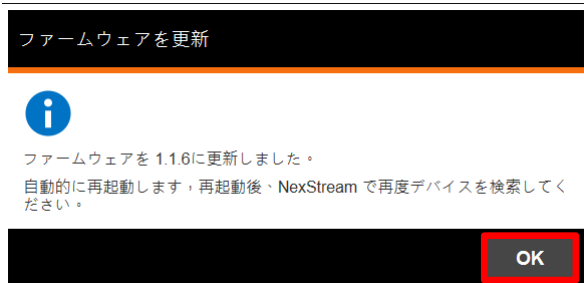 ファームウェアを更新
ファームウェアを 1.1.6に更新しました。
自動的に再起動します，再起動後、NexStream で再度デバイスを検索してく
ださい。
OK